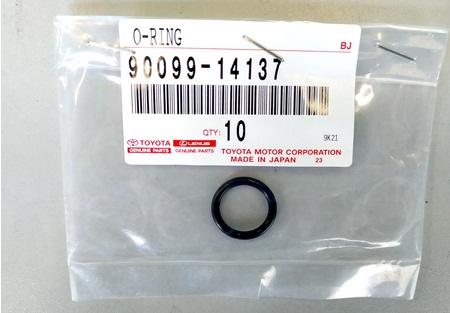 O-RING
BJ
90099-14137
QTY: 10
9K21
TOYOTA LEXUS
GENUINE PARTS GENUINE PARTS
TOYOTA MOTOR CORPORATION
MADE IN JAPAN 23